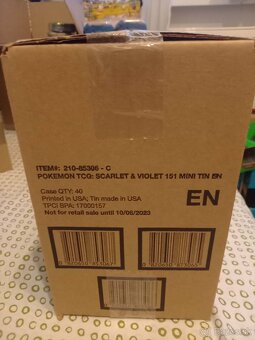 ITEM#: 210-85306 - C
POKEMON TCG: SCARLET & VIOLET 151 MINI TIN EN
Case QTY: 40
Printed in USA; Tin made in USA
TPCI BPA: 17000157
Not for retail sale until 10/06/2023
EN